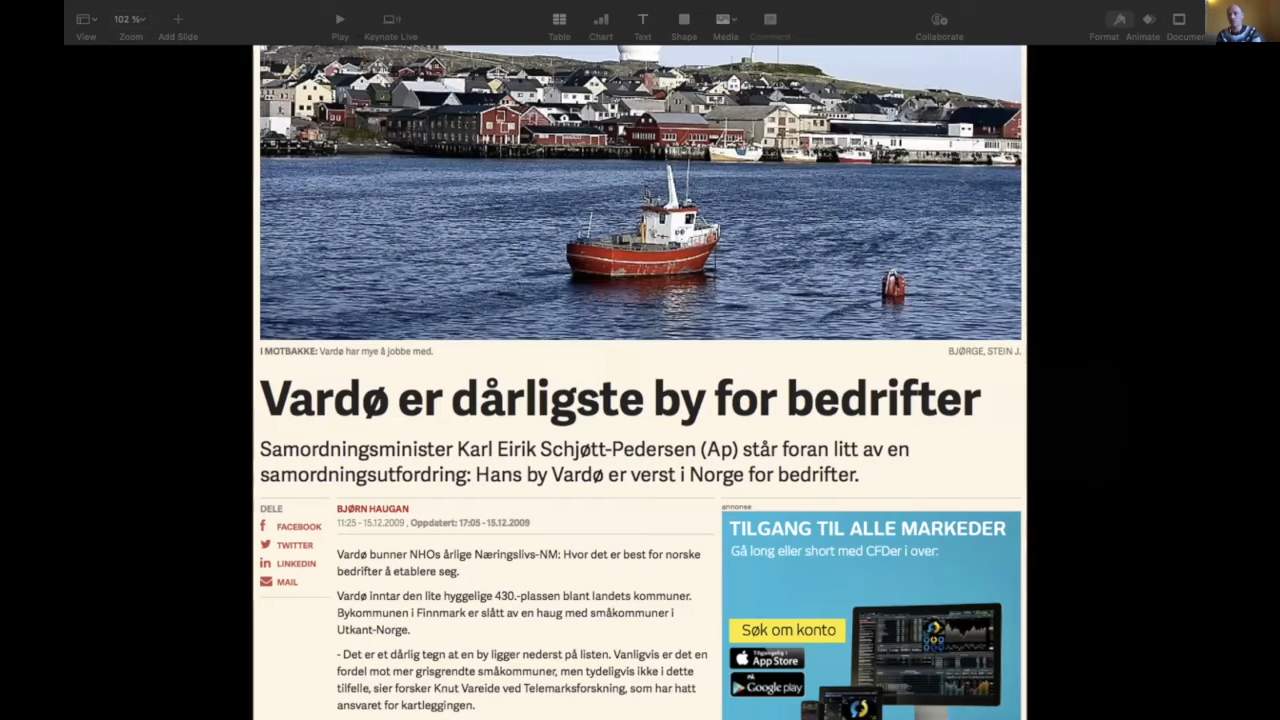 102 %
View
Zoom
Add Slide
Play
Keynote Live
Table
Chart
Text
Shape
Media
Comment
Collaborate
Format
Animate
Documen
I MOTBAKKE: Vardø har mye å jobbe med.
BJØRGE, STEIN J.
Vardø er dårligste by for bedrifter
Samordningsminister Karl Eirik Schjøtt-Pedersen (Ap) står foran litt av en
samordningsutfordring: Hans by Vardø er verst i Norge for bedrifter.
DELE
FACEBOOK
TWITTER
LINKEDIN
MAIL
BJØRN HAUGAN
11:25 - 15.12.2009 , Oppdatert: 17:05 - 15.12.2009
Vardø bunner NHOs årlige Næringslivs-NM: Hvor det er best for norske
bedrifter å etablere seg.
Vardø inntar den lite hyggelige 430.-plassen blant landets kommuner.
Bykommunen i Finnmark er slått av en haug med småkommuner i
Utkant-Norge.
- Det er et dårlig tegn at en by ligger nederst på listen. Vanligvis er det en
fordel mot mer grisgrendte småkommuner, men tydeligvis ikke i dette
tilfelle, sier forsker Knut Vareide ved Telemarksforskning, som har hatt
ansvaret for kartleggingen.
annonse
TILGANG TIL ALLE MARKEDER
Gå long eller short med CFDer i over:
Søk om konto
Tilgjengelig i
App Store
PÅ
Google play